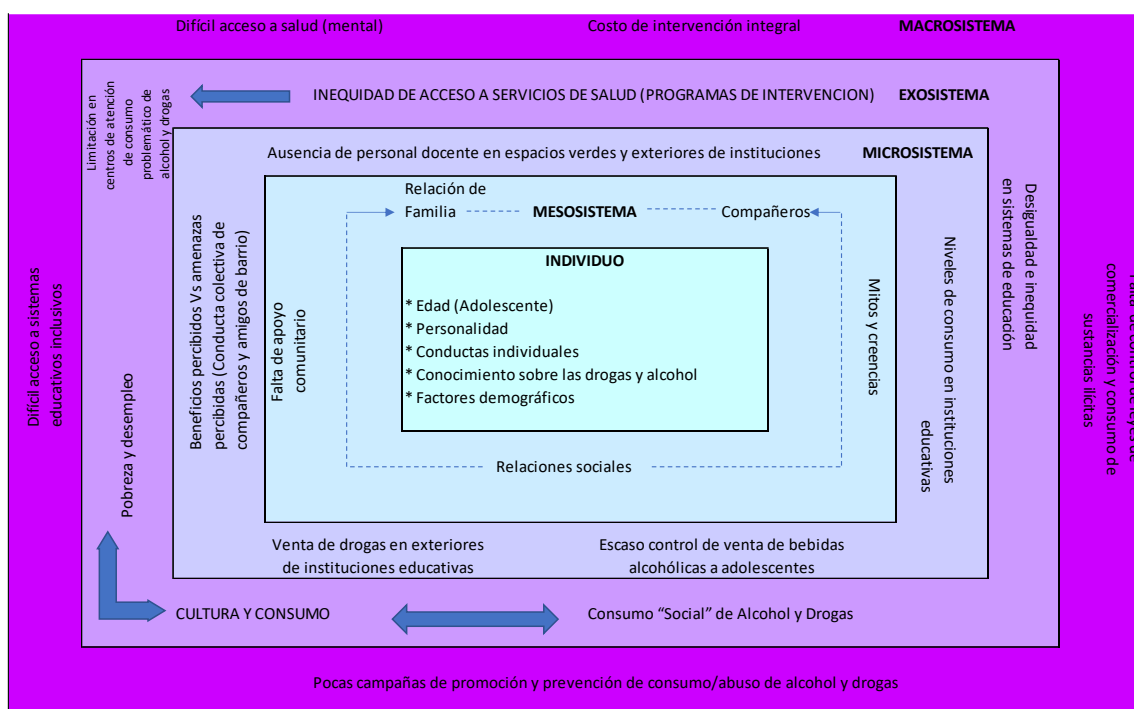 Difícil acceso a salud (mental)
Costo de intervención integral
MACROSISTEMA
INEQUIDAD DE ACCESO A SERVICIOS DE SALUD (PROGRAMAS DE INTERVENCION)
EXOSISTEMA
Limitación en
centros de atención
de consumo
problemático de
alcohol y drogas
Ausencia de personal docente en espacios verdes y exteriores de instituciones
MICROSISTEMA
Relación de
Familia
MESOSISTEMA
Compañeros
INDIVIDUO
* Edad (Adolescente)
* Personalidad
* Conductas individuales
* Conocimiento sobre las drogas y alcohol
* Factores demográficos
Difícil acceso a sistemas
educativos inclusivos
Pobreza y desempleo
Beneficios percibidos Vs amenazas
percibidas (Conducta colectiva de
compañeros y amigos de barrio)
Falta de apoyo
comunitario
Mitos y creencias
Niveles de consumo en instituciones
educativas
Desigualdad e inequidad
en sistemas de educación
Falta de control de leyes de
comercialización y consumo de
sustancias ilícitas
Relaciones sociales
Venta de drogas en exteriores
de instituciones educativas
Escaso control de venta de bebidas
alcohólicas a adolescentes
CULTURA Y CONSUMO
Consumo “Social” de Alcohol y Drogas
Pocas campañas de promoción y prevención de consumo/abuso de alcohol y drogas